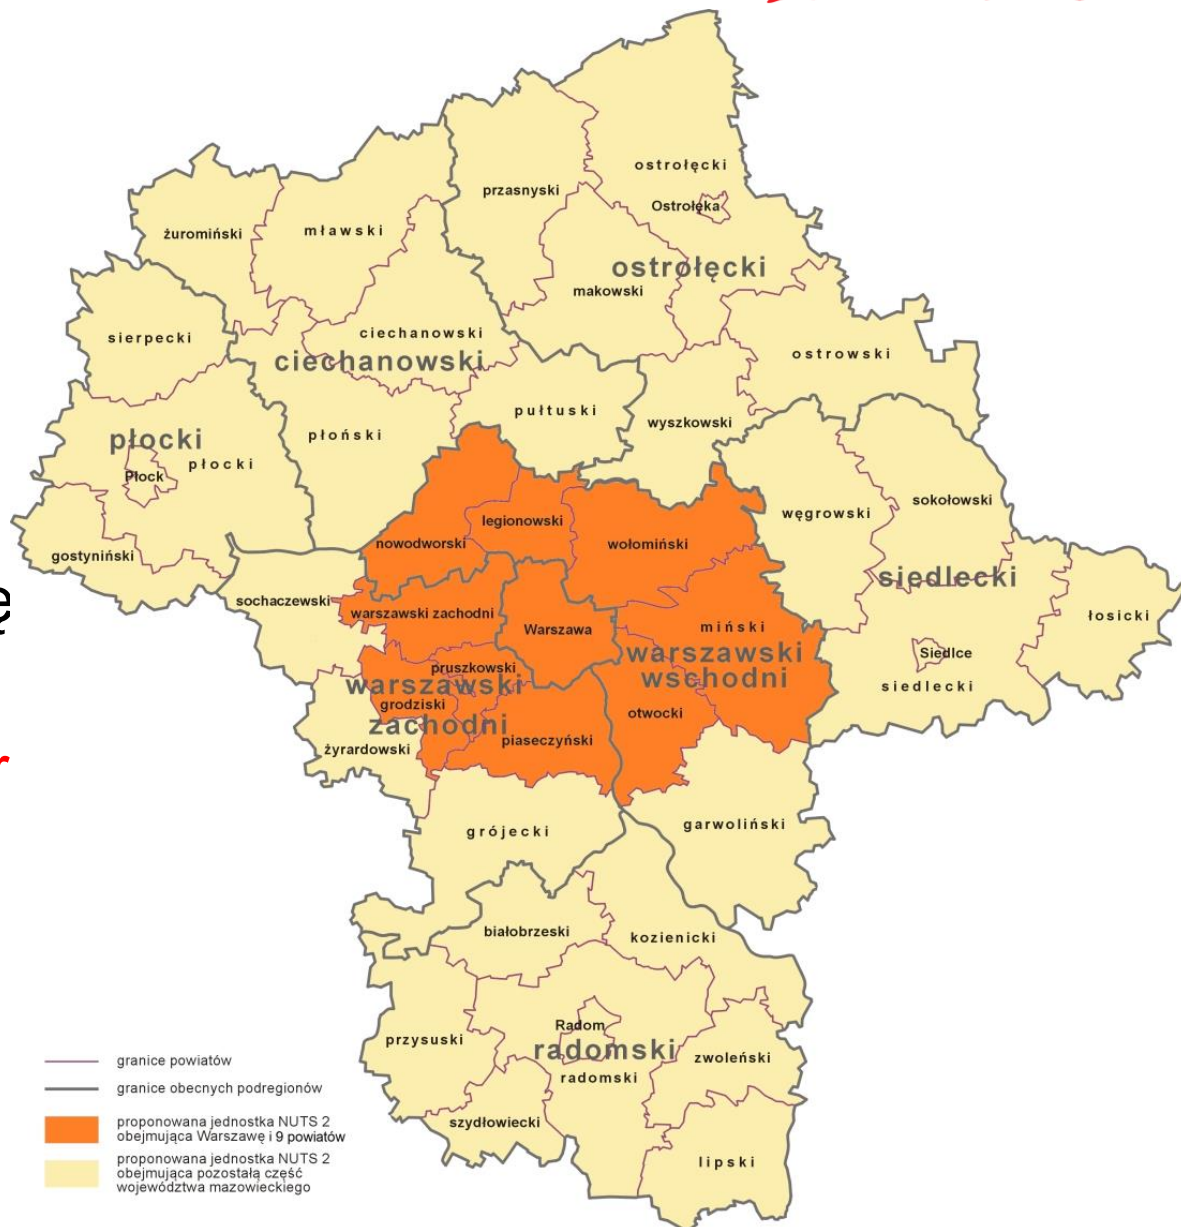 ostrołęcki
przasnyski
Ostrołęka
żuromiński
mławski
ostrołęcki
makowski
sierpecki
ciechanowski
ciechanowski
ostrowski
pułtuski
wyszkowski
płocki
płoński
płocki
Płock
sokołowski
węgrowski
legionowski
nowodworski
wołomiński
gostyniński
siedlecki
sochaczewski
warszawski zachodni
Warszawa
miński
łosicki
ę
warszawski
wschodni
Siedlce
siedlecki
pruszkowski
warszawski
zachodni
grodziski
otwocki
piaseczyński
żyrardowski
r
grójecki
garwoliński
białobrzeski
kozienicki
Radom
radomski
radomski
przysuski
zwoleński
szydłowiecki
lipski
granice powiatów
granice obecnych podregionów
proponowana jednostka NUTS 2
obejmująca Warszawę i 9 powiatów
proponowana jednostka NUTS 2
obejmująca pozostałą część
województwa mazowieckiego